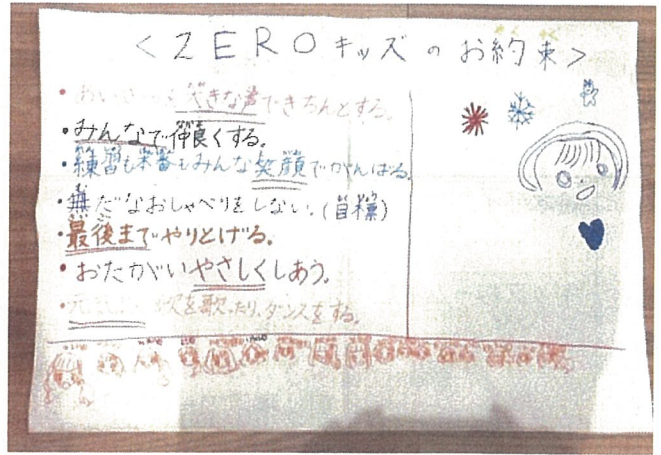 <ZEROキッズのお約束>
・あいさつを大きな声できちんとする。
・みんなで仲良くする。
・練習も本番もみんな笑顔でがんばる。
・無だなおしゃべりをしない。(目標)
・最後までやりとげる。
・おたがいやさしくしあう。
歌を歌ったり、ダンスをする。